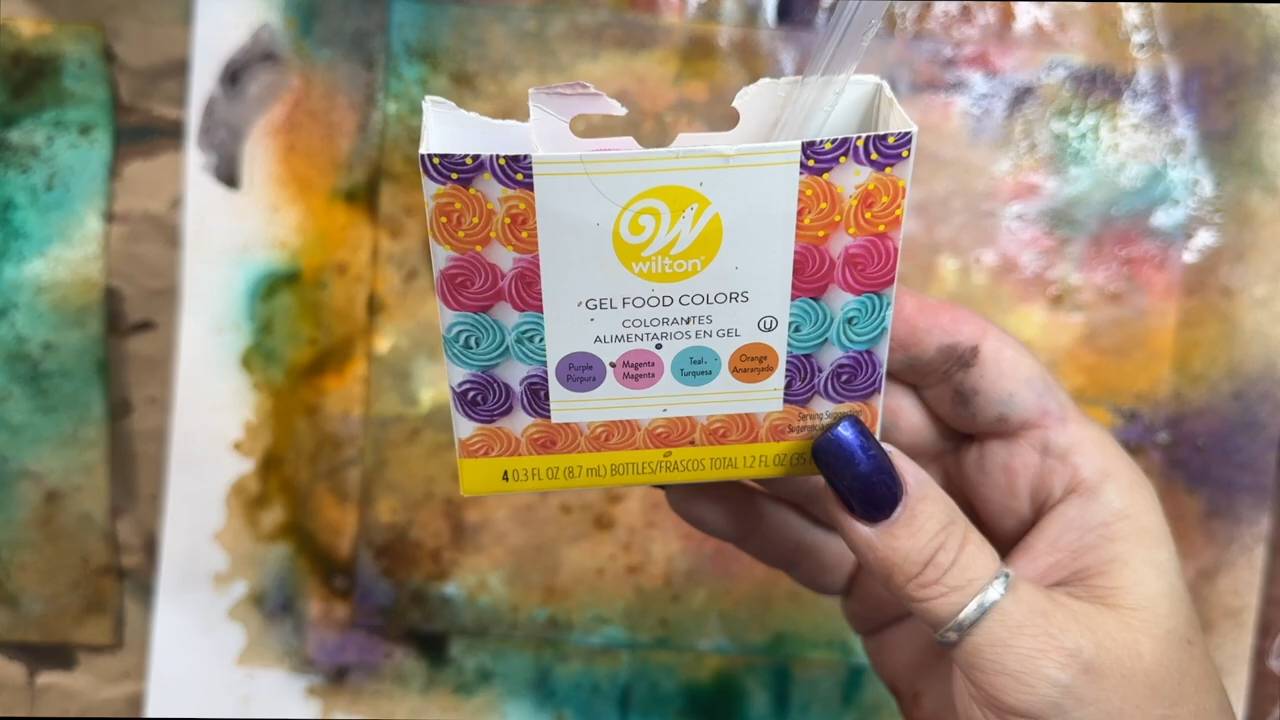 W
wilton®
GEL FOOD COLORS
COLORANTES
ALIMENTARIOS EN GEL
U
Purple
Púrpura
Magenta
Magenta
Teal
Turquesa
Orange
Anaranjado
Serving Suggestion
4 0.3 FL OZ (8.7 mL) BOTTLES/FRASCOS TOTAL 1.2 FL OZ (35